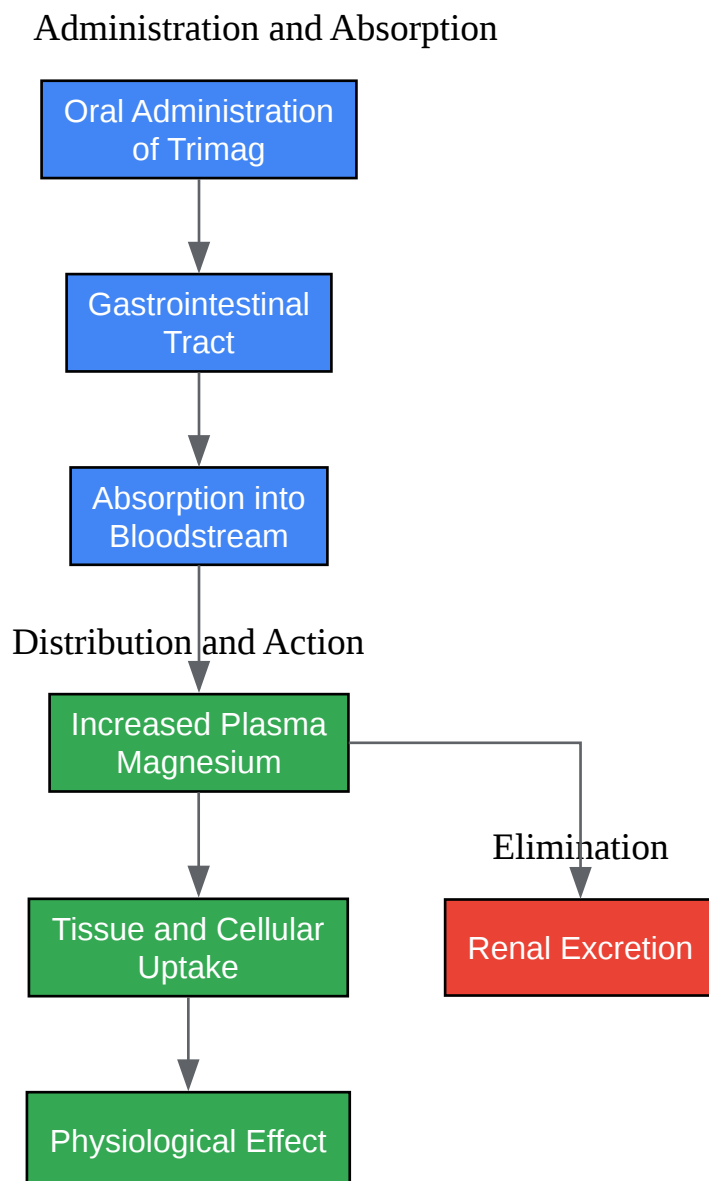 Administration and Absorption
Oral Administration
of Trimag
Gastrointestinal
Tract
Absorption into
Bloodstream
Distribution and Action
Increased Plasma
Magnesium
Elimination
Tissue and Cellular
Uptake
Renal Excretion
Physiological Effect